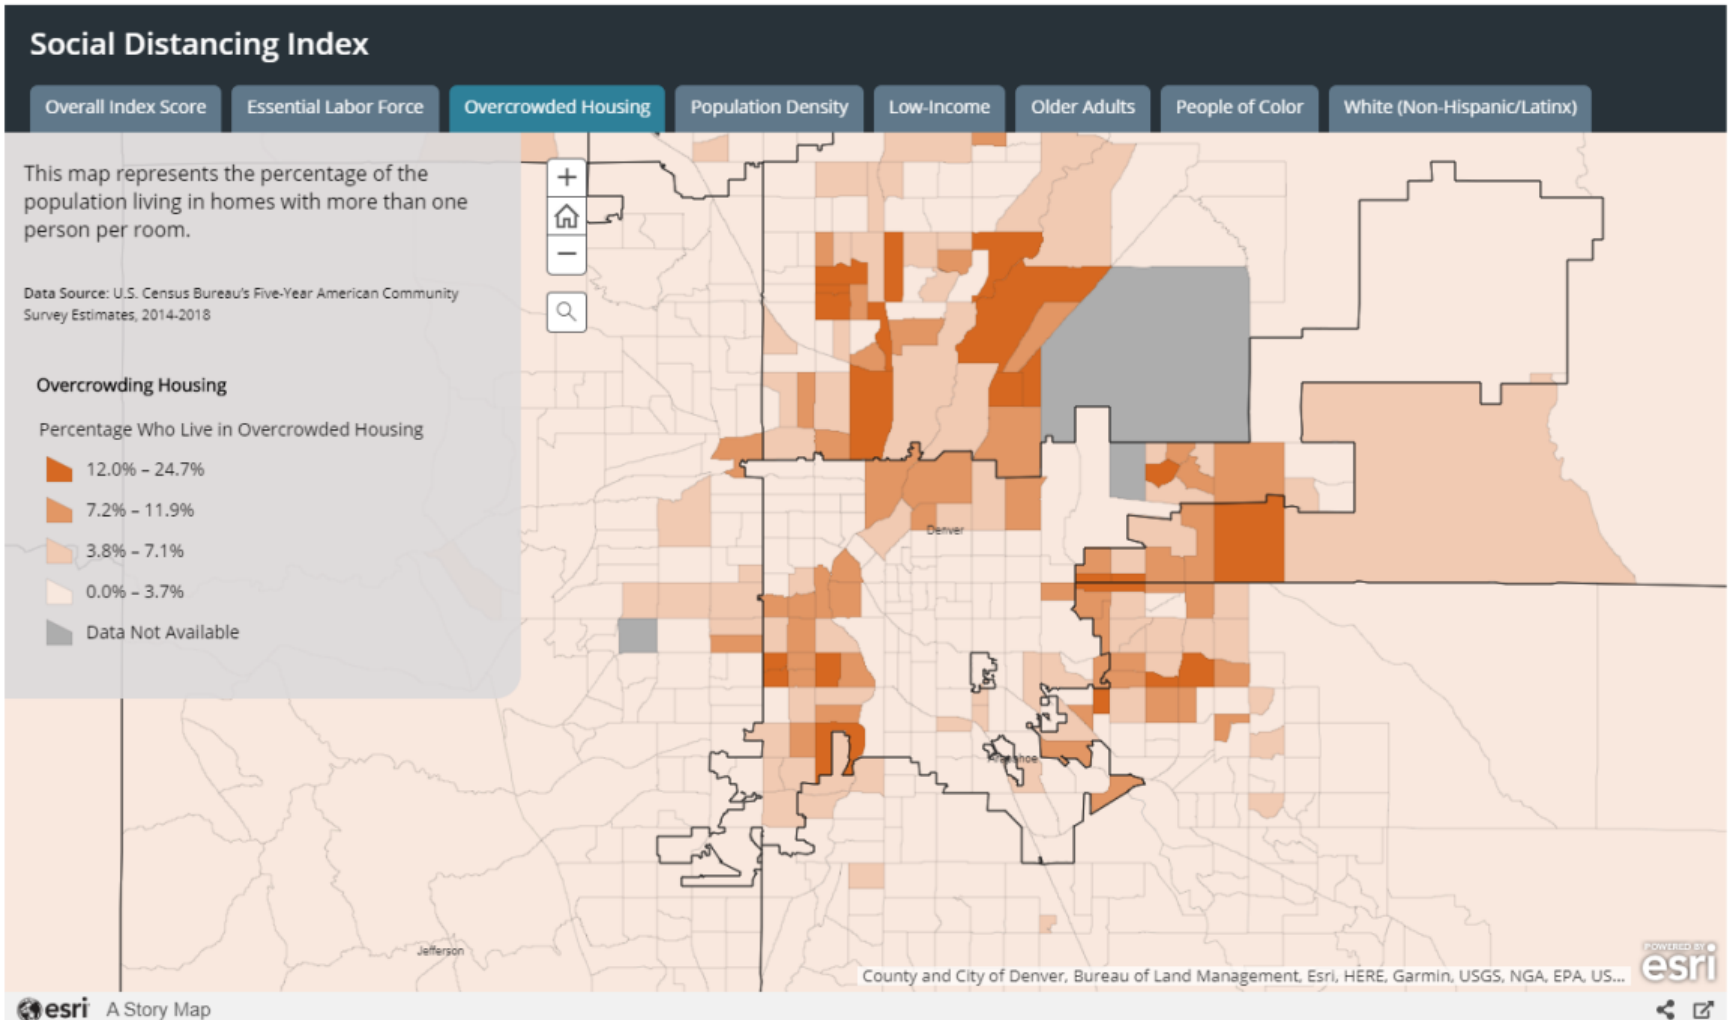 Social Distancing Index
Overall Index Score
Essential Labor Force
Overcrowded Housing
Population Density
Low-Income
Older Adults
People of Color
White (Non-Hispanic/Latinx)
This map represents the percentage of the
population living in homes with more than one
person per room.
Data Source: U.S. Census Bureau's Five-Year American Community
Survey Estimates, 2014-2018
Overcrowding Housing
Percentage Who Live in Overcrowded Housing
12.0% – 24.7%
7.2% – 11.9%
3.8% – 7.1%
0.0% – 3.7%
Data Not Available
+
−
Denver
Jefferson
County and City of Denver, Bureau of Land Management, Esri, HERE, Garmin, USGS, NGA, EPA, US...
POWERED BY
esri
esri A Story Map